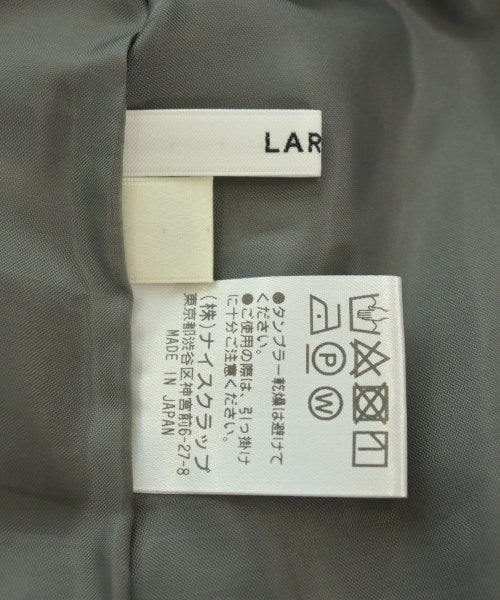 LAR
P
W
●タンブラー乾燥は避けて
ください。
●ご使用の際は、引っ掛け
に十分ご注意ください。
(株)ナイスクラップ
東京都渋谷区神宮前6-27-8
MADE IN JAPAN